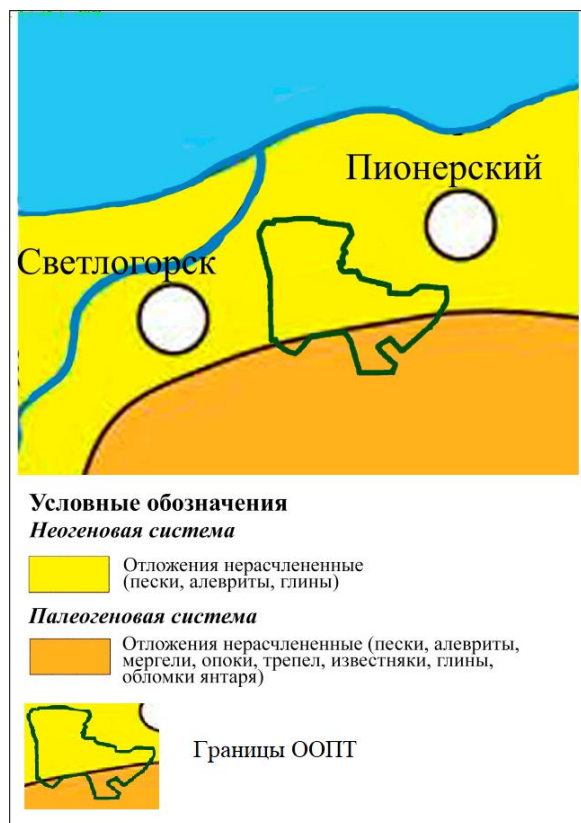 Пионерский
Светлогорск
Условные обозначения
Неогеновая система
Отложения нерасчлененные
(пески, алевриты, глины)
Палеогеновая система
Отложения нерасчлененные (пески, алевриты,
мергели, опоки, трепел, известняки, глины,
обломки янтаря)
Границы ООПТ